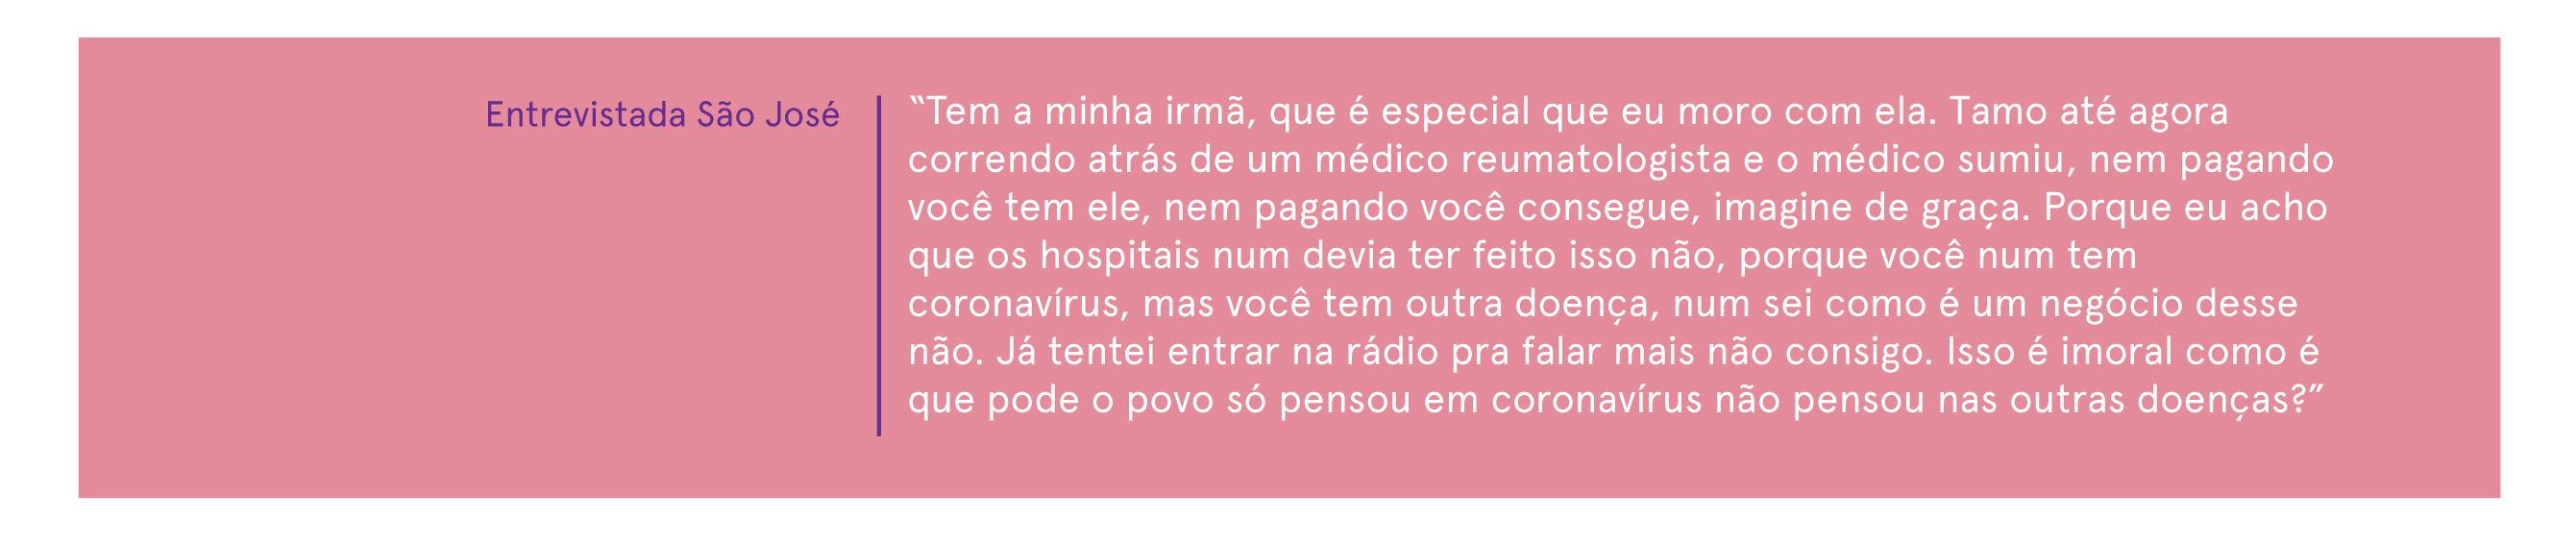 Entrevistada São José
“Tem a minha irmã, que é especial que eu moro com ela. Tamo até agora
correndo atrás de um médico reumatologista e o médico sumiu, nem pagando
você tem ele, nem pagando você consegue, imagine de graça. Porque eu acho
que os hospitais num devia ter feito isso não, porque você num tem
coronavírus, mas você tem outra doença, num sei como é um negócio desse
não. Já tentei entrar na rádio pra falar mais não consigo. Isso é imoral como é
que pode o povo só pensou em coronavírus não pensou nas outras doenças?”